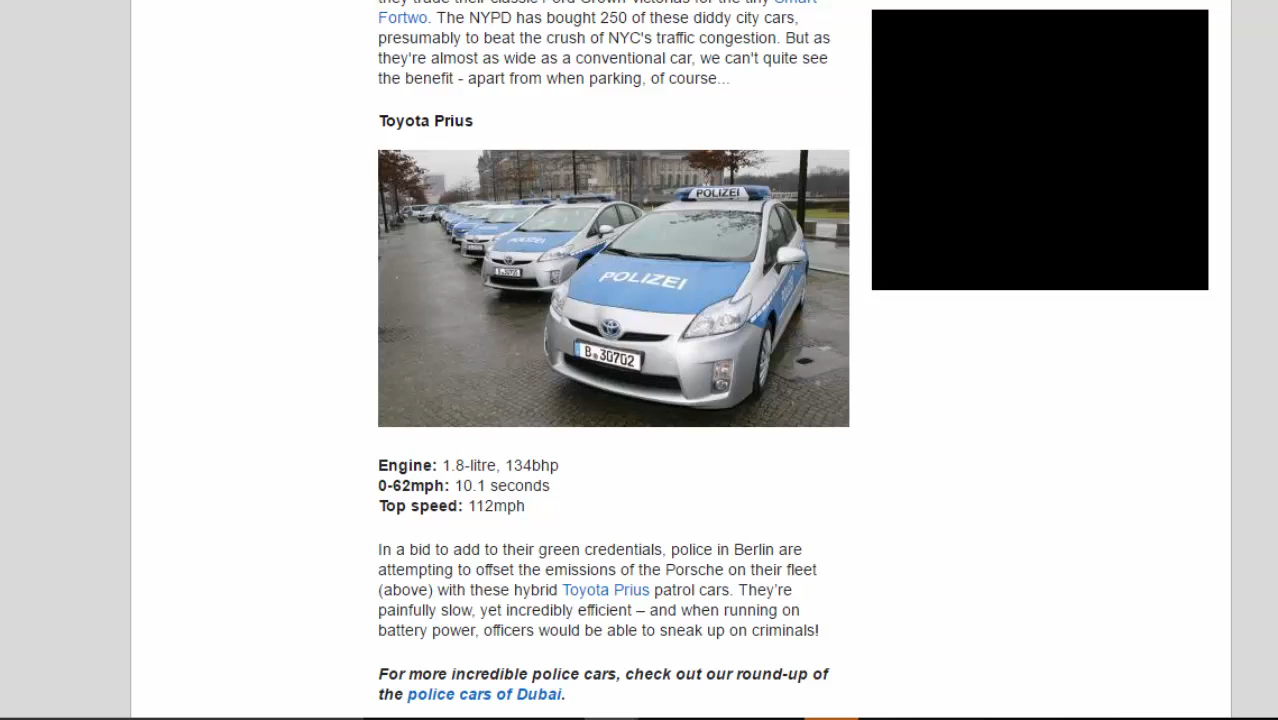 they trade their classic Ford Crown Victorias for the tiny Smart
Fortwo. The NYPD has bought 250 of these diddy city cars,
presumably to beat the crush of NYC's traffic congestion. But as
they're almost as wide as a conventional car, we can't quite see
the benefit - apart from when parking, of course...
Toyota Prius
POLIZEI
POLIZEI
POLIZEI
B 30702
Engine: 1.8-litre, 134bhp
0-62mph: 10.1 seconds
Top speed: 112mph
In a bid to add to their green credentials, police in Berlin are
attempting to offset the emissions of the Porsche on their fleet
(above) with these hybrid Toyota Prius patrol cars. They’re
painfully slow, yet incredibly efficient – and when running on
battery power, officers would be able to sneak up on criminals!
For more incredible police cars, check out our round-up of
the police cars of Dubai.